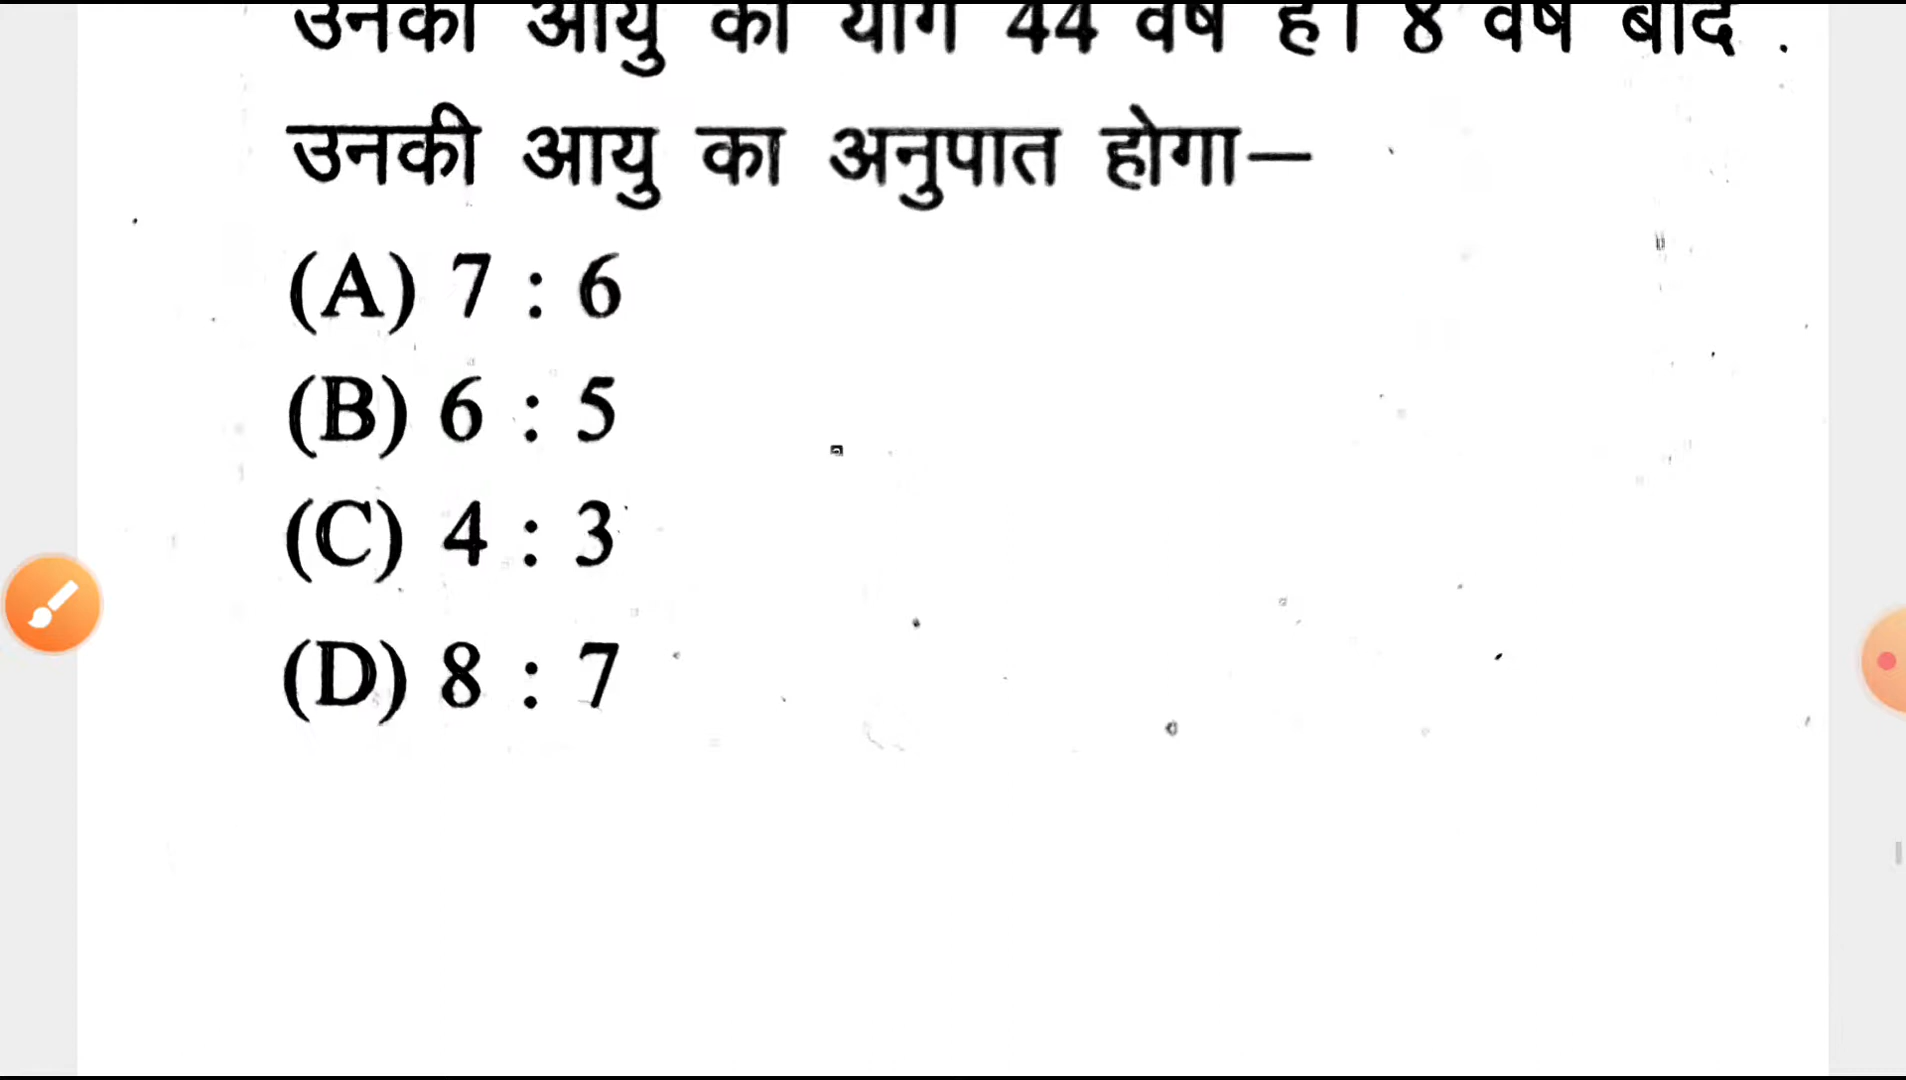 उनकी आयु का योग 44 वर्ष है। 8 वर्ष बाद
उनकी आयु का अनुपात होगा—
(A) 7 : 6
(B) 6 : 5
(C) 4 : 3
(D) 8 : 7